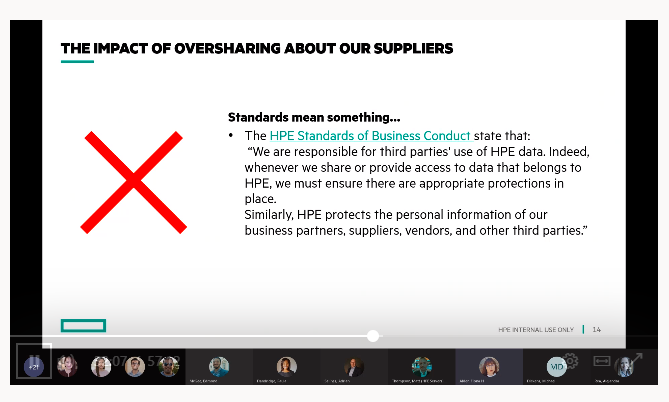 THE IMPACT OF OVERSHARING ABOUT OUR SUPPLIERS
Standards mean something...
• The HPE Standards of Business Conduct state that:
“We are responsible for third parties’ use of HPE data. Indeed,
whenever we share or provide access to data that belongs to
HPE, we must ensure there are appropriate protections in
place.
Similarly, HPE protects the personal information of our
business partners, suppliers, vendors, and other third parties.”
HPE INTERNAL USE ONLY | 14
MD